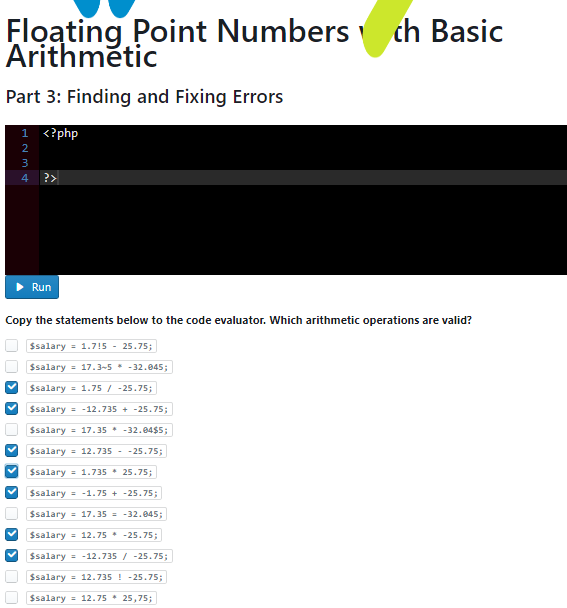 Floating Point Numbers with Basic
Arithmetic
Part 3: Finding and Fixing Errors
1 <?php
2
3
4 ?>
Run
Copy the statements below to the code evaluator. Which arithmetic operations are valid?
$salary = 1.7!5 - 25.75;
$salary = 17.3~5 * -32.045;
$salary = 1.75 / -25.75;
$salary = -12.735 + -25.75;
$salary = 17.35 * -32.04$5;
$salary = 12.735 - -25.75;
$salary = 1.735 * 25.75;
$salary = -1.75 + -25.75;
$salary = 17.35 = -32.045;
$salary = 12.75 * -25.75;
$salary = -12.735 / -25.75;
$salary = 12.735 ! -25.75;
$salary = 12.75 * 25,75;